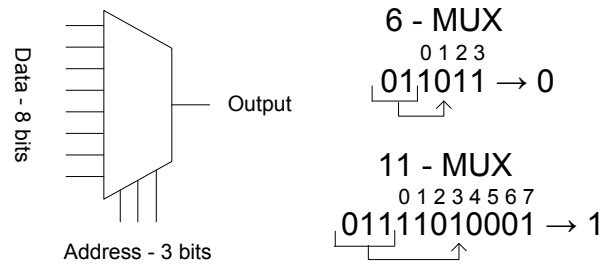 Data - 8 bits
Output
Address - 3 bits
6 - MUX
0 1 2 3
011011 → 0
11 - MUX
0 1 2 3 4 5 6 7
01111010001 → 1